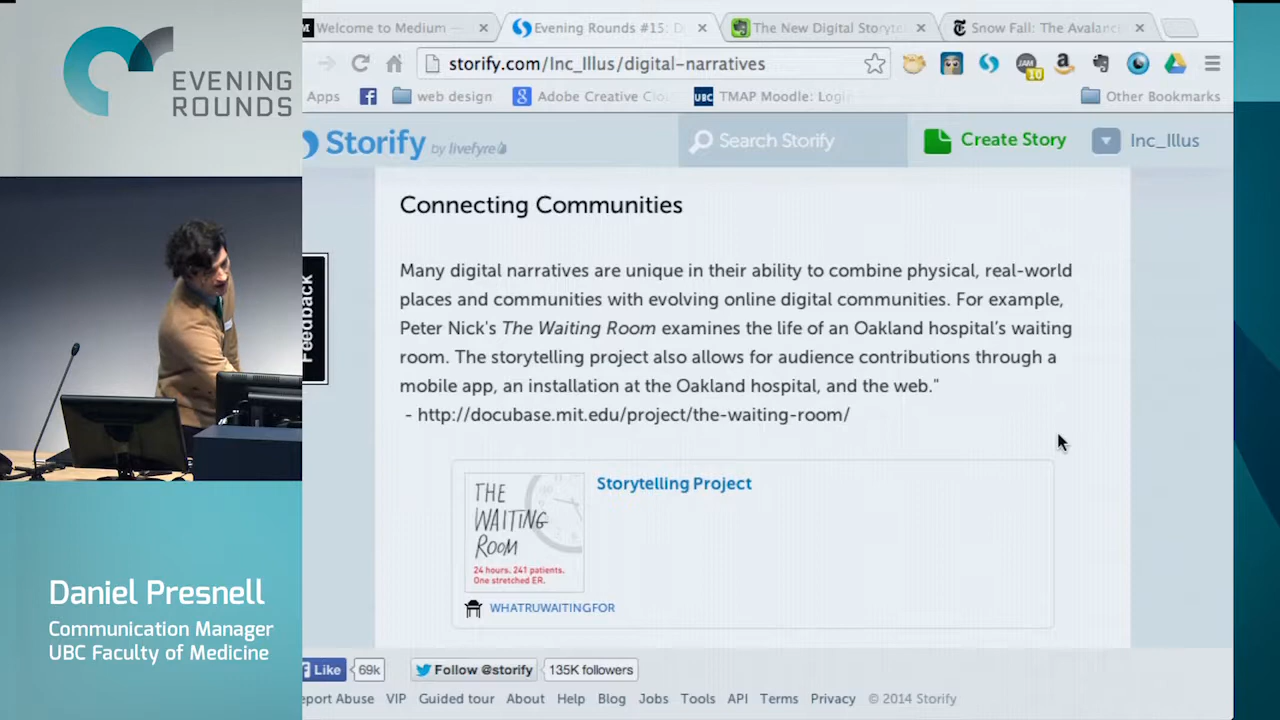 EVENING
ROUNDS
Welcome to Medium —
Evening Rounds #15: D
The New Digital Storyte
Snow Fall: The Avalanc
storify.com/Inc_Illus/digital-narratives
10
Apps
web design
Adobe Creative Clo
UBC
TMAP Moodle: Logi
Other Bookmarks
Storify by livefyre
Search Storify
Create Story
Inc_Illus
Feedback
Connecting Communities
Many digital narratives are unique in their ability to combine physical, real-world
places and communities with evolving online digital communities. For example,
Peter Nick's The Waiting Room examines the life of an Oakland hospital's waiting
room. The storytelling project also allows for audience contributions through a
mobile app, an installation at the Oakland hospital, and the web."
- http://docubase.mit.edu/project/the-waiting-room/
THE
WAITING
ROOM
24 hours. 241 patients.
One stretched ER.
Storytelling Project
WHATRUWAITINGFOR
Like
69k
Follow @storify
135K followers
eport Abuse
VIP
Guided tour
About
Help
Blog
Jobs
Tools
API
Terms
Privacy
© 2014 Storify
Daniel Presnell
Communication Manager
UBC Faculty of Medicine